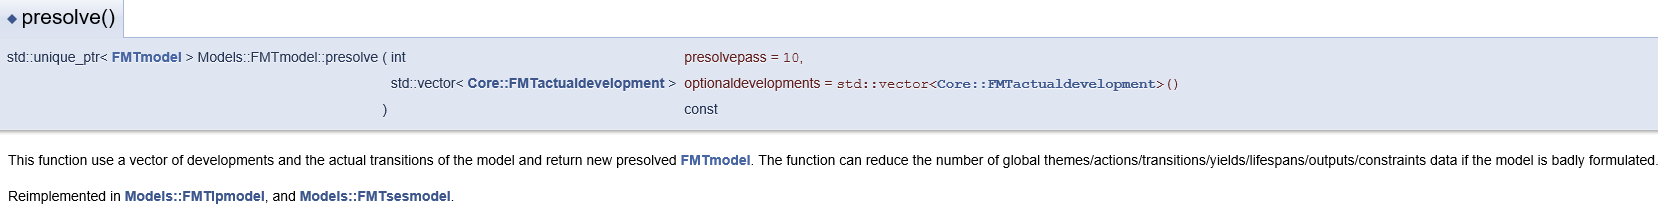 ◆ presolve()
std::unique_ptr< FMTmodel > Models::FMTmodel::presolve ( int presolvepass = 10,
std::vector< Core::FMTactualdevelopment > optionaldevelopments = std::vector<Core::FMTactualdevelopment>()
) const
This function use a vector of developments and the actual transitions of the model and return new presolved FMTmodel. The function can reduce the number of global themes/actions/transitions/yields/lifespans/outputs/constraints data if the model is badly formulated.
Reimplemented in Models::FMTlpmodel, and Models::FMTsesmodel.